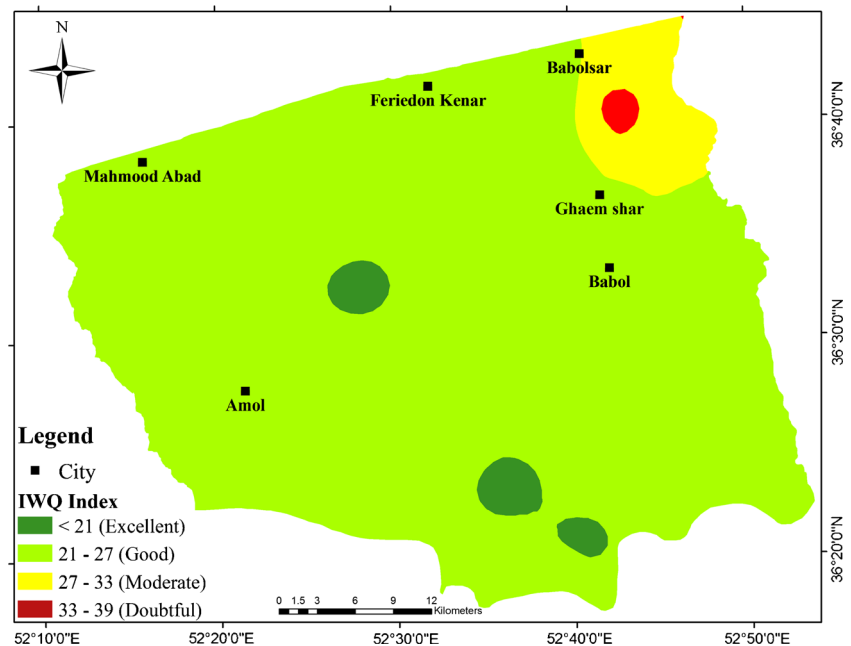 N
Babolsar
Feriedon Kenar
Mahmood Abad
Ghaem shar
Babol
Amol
Legend
City
IWQ Index
< 21 (Excellent)
21 - 27 (Good)
27 - 33 (Moderate)
33 - 39 (Doubtful)
0 1.5 3 6 9 12
Kilometers
36°40'0"N
36°30'0"N
36°20'0"N
52°10'0"E 52°20'0"E 52°30'0"E 52°40'0"E 52°50'0"E